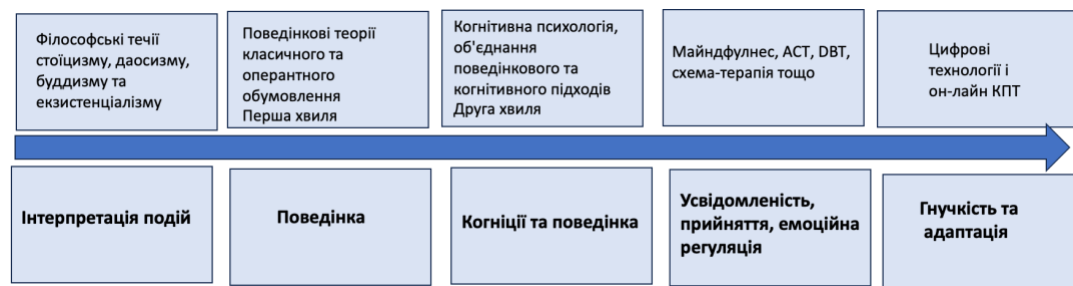 Філософські течії
стоїцизму, даосизму,
буддизму та
екзистенціалізму
Поведінкові теорії
класичного та
оперантного
обумовлення
Перша хвиля
Когнітивна психологія,
об'єднання
поведінкового та
когнітивного підходів
Друга хвиля
Майндфулнес, АСТ, DBT,
схема-терапія тощо
Цифрові
технології і
он-лайн КПТ
Інтерпретація подій
Поведінка
Когніції та поведінка
Усвідомленість,
прийняття, емоційна
регуляція
Гнучкість та
адаптація